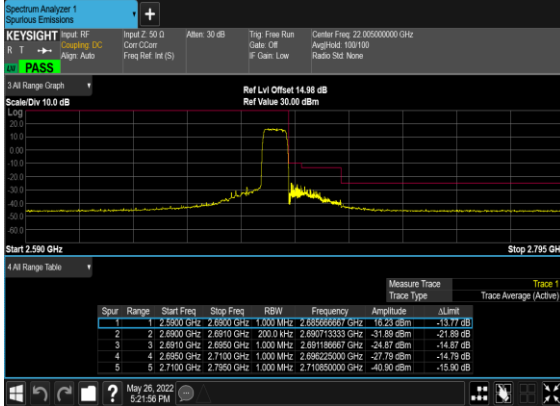 Spectrum Analyzer 1
Spurious Emissions
+
KEYSIGHT Input: RF Input Z: 50 Ω Atten: 30 dB Trig: Free Run Center Freq: 22.005000000 GHz
R T Coupling: DC Corr CCorr Gate: Off Avg|Hold: 100/100
Align: Auto Freq Ref: Int (S) IF Gain: Low Radio Std: None
LXI PASS
3 All Range Graph
Ref Lvl Offset 14.98 dB
Scale/Div 10.0 dB Ref Value 30.00 dBm
Log
20.0
10.0
0.00
-10.0
-20.0
-30.0
-40.0
-50.0
-60.0
Start 2.590 GHz Stop 2.795 GHz
4 All Range Table
Measure Trace Trace 1
Trace Type Trace Average (Active)
Spur Range Start Freq Stop Freq RBW Frequency Amplitude ΔLimit
1 1 2.5900 GHz 2.6900 GHz 1.000 MHz 2.685666667 GHz 16.23 dBm -13.77 dB
2 2 2.6900 GHz 2.6910 GHz 200.0 kHz 2.690713333 GHz -31.89 dBm -21.89 dB
3 3 2.6910 GHz 2.6950 GHz 1.000 MHz 2.691186667 GHz -24.87 dBm -14.87 dB
4 4 2.6950 GHz 2.7100 GHz 1.000 MHz 2.696225000 GHz -27.79 dBm -14.79 dB
5 5 2.7100 GHz 2.7950 GHz 1.000 MHz 2.710850000 GHz -40.90 dBm -15.90 dB
? May 26, 2022
5:21:56 PM